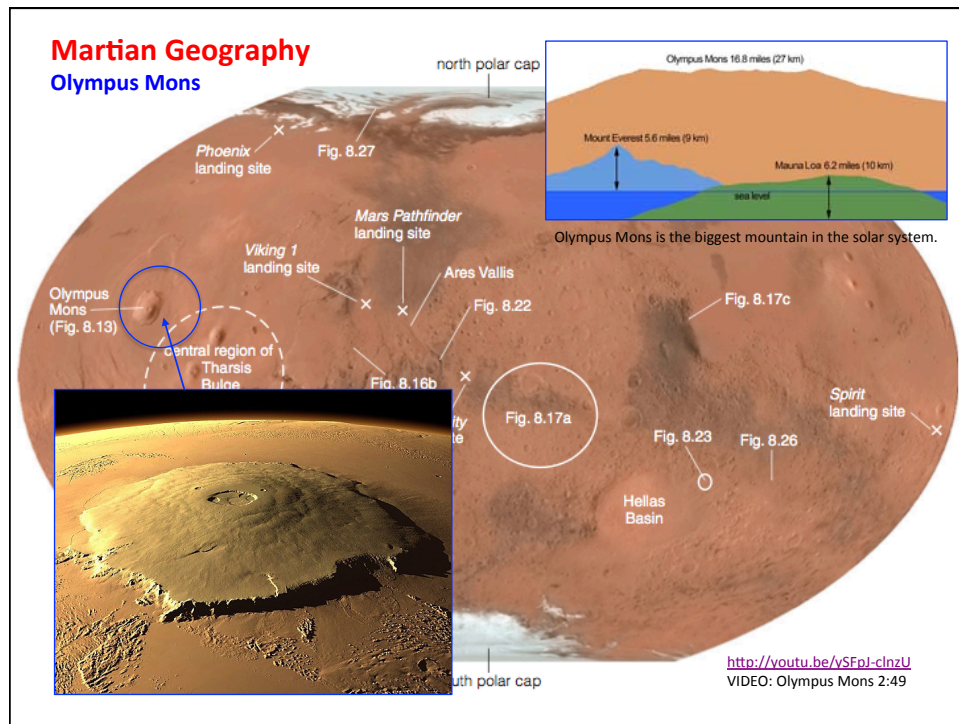 Martian Geography
Olympus Mons
north polar cap
Olympus Mons 16.8 miles (27 km)
Mount Everest 5.6 miles (9 km)
Mauna Loa 6.2 miles (10 km)
sea level
Olympus Mons is the biggest mountain in the solar system.
Phoenix
landing site
Fig. 8.27
Mars Pathfinder
landing site
Viking 1
landing site
Ares Vallis
Olympus
Mons
(Fig. 8.13)
Fig. 8.22
Fig. 8.17c
central region of
Tharsis
Bulge
Fig. 8.16b
Fig. 8.17a
Spirit
landing site
Fig. 8.23
Fig. 8.26
Hellas
Basin
polar cap
http://youtu.be/ySFpJ-clnzU
VIDEO: Olympus Mons 2:49